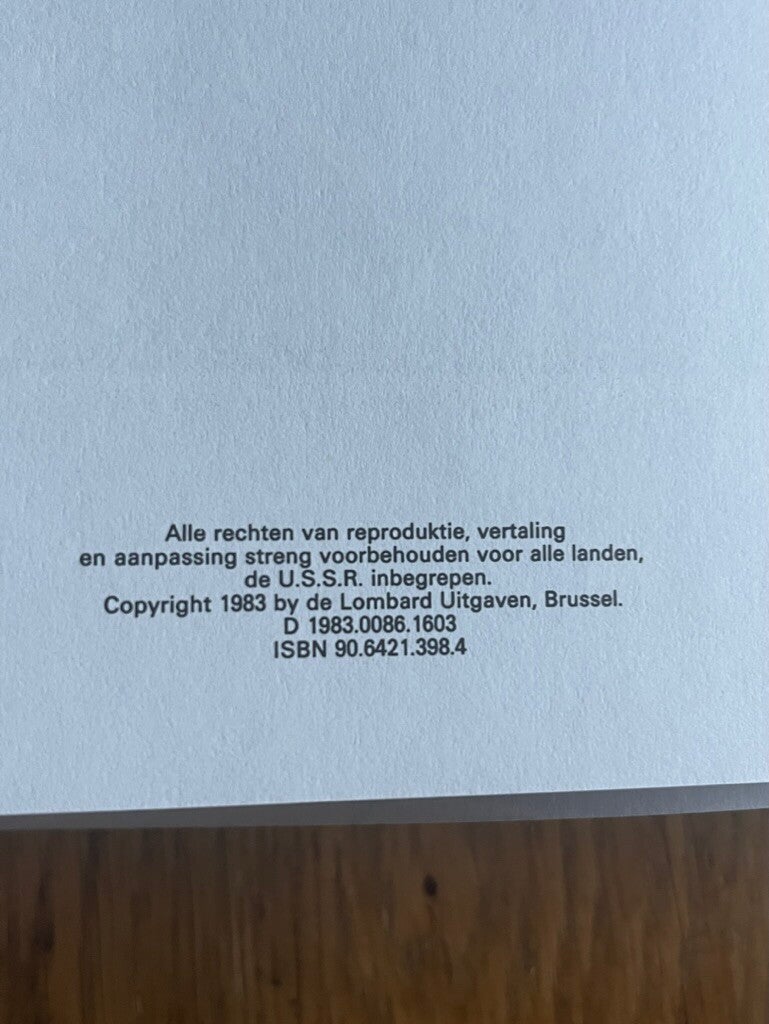 Alle rechten van reproduktie, vertaling
en aanpassing streng voorbehouden voor alle landen,
de U.S.S.R. inbegrepen.
Copyright 1983 by de Lombard Uitgaven, Brussel.
D 1983.0086.1603
ISBN 90.6421.398.4